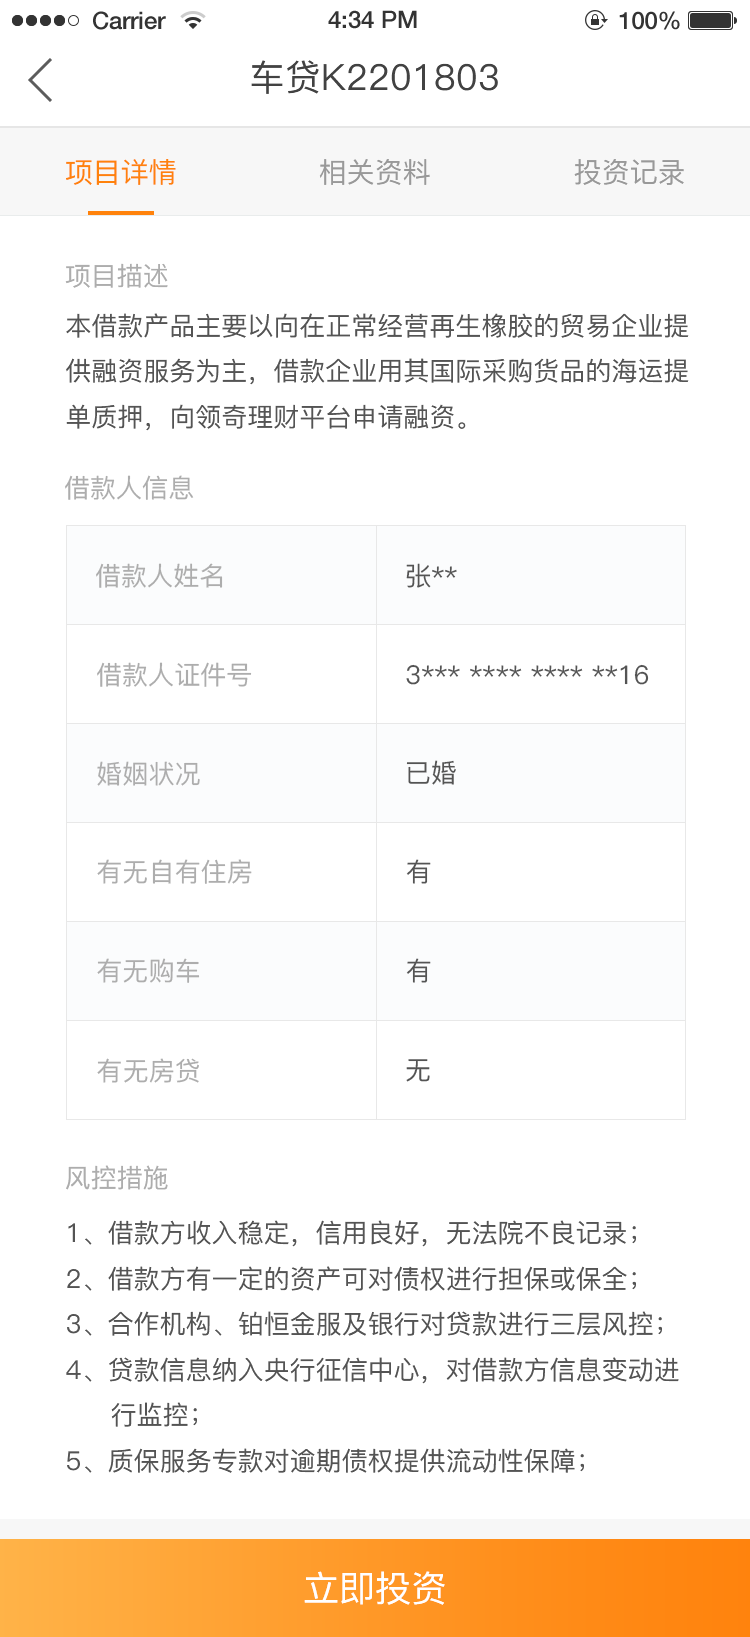 Carrier 4:34 PM 100%
车贷K2201803
项目详情 相关资料 投资记录
项目描述
本借款产品主要以向在正常经营再生橡胶的贸易企业提
供融资服务为主，借款企业用其国际采购货品的海运提
单质押，向领奇理财平台申请融资。
借款人信息
借款人姓名 张**
借款人证件号 3*** **** **** **16
婚姻状况 已婚
有无自有住房 有
有无购车 有
有无房贷 无
风控措施
1、借款方收入稳定，信用良好，无法院不良记录；
2、借款方有一定的资产可对债权进行担保或保全；
3、合作机构、铂恒金服及银行对贷款进行三层风控；
4、贷款信息纳入央行征信中心，对借款方信息变动进
行监控；
5、质保服务专款对逾期债权提供流动性保障；
立即投资